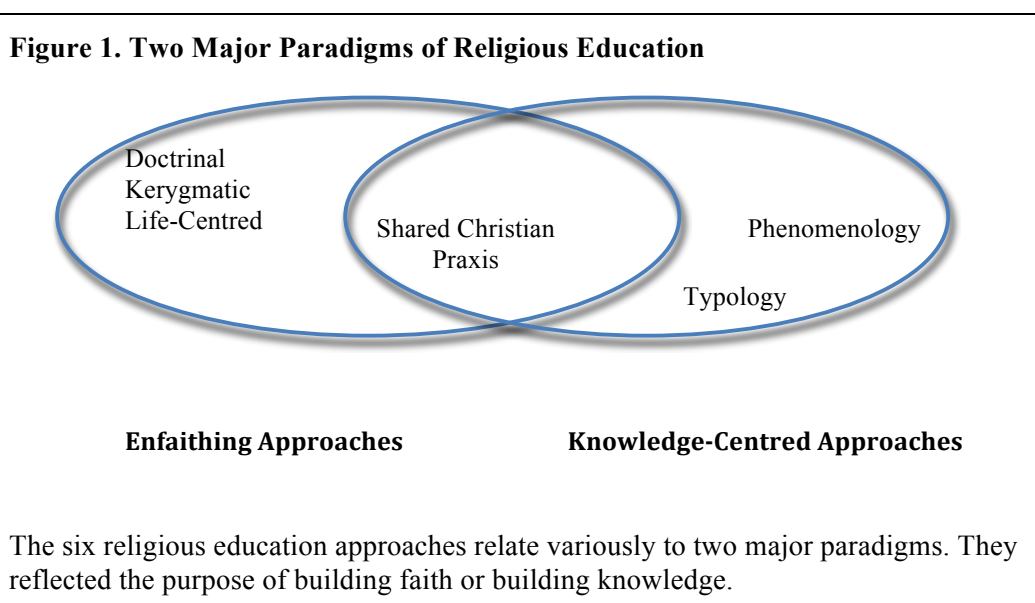 Figure 1. Two Major Paradigms of Religious Education
Doctrinal
Kerygmatic
Life-Centred
Shared Christian
Praxis
Phenomenology
Typology
Enfaithing Approaches
Knowledge-Centred Approaches
The six religious education approaches relate variously to two major paradigms. They
reflected the purpose of building faith or building knowledge.